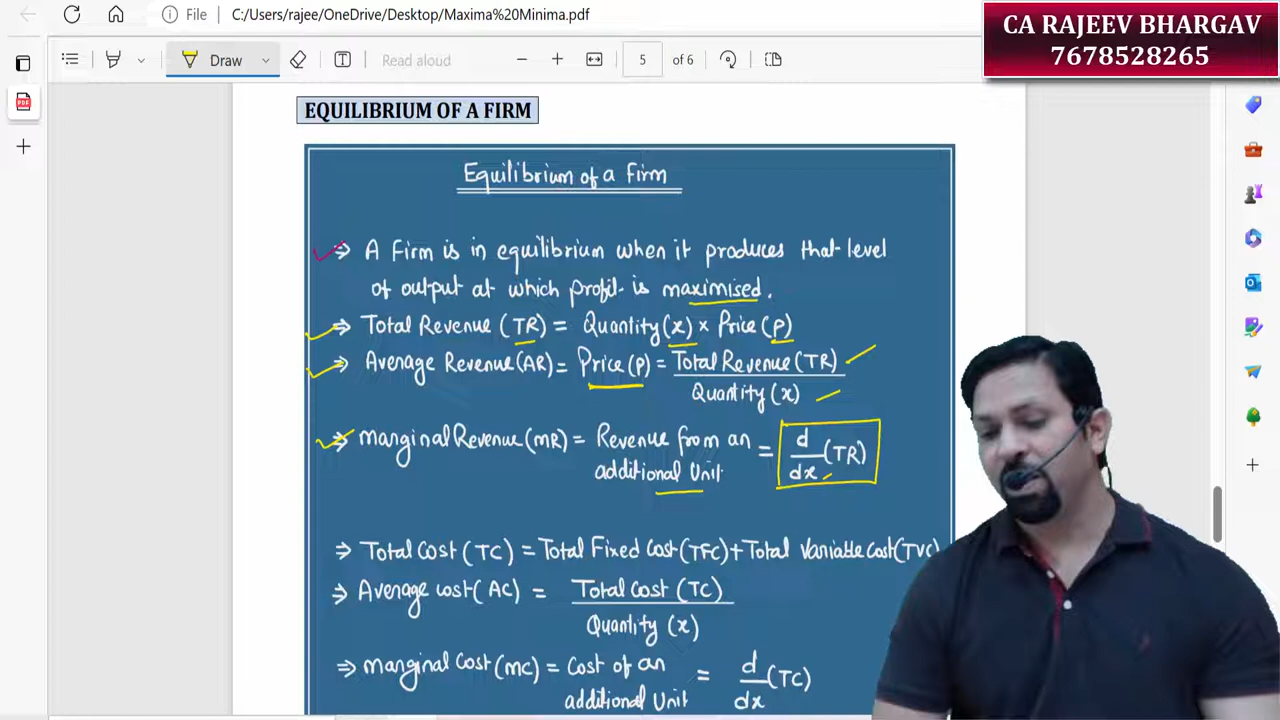 File
C:/Users/rajee/OneDrive/Desktop/Maxima%20Minima.pdf
CA RAJEEV BHARGAV
7678528265
Draw
Read aloud
5 of 6
EQUILIBRIUM OF A FIRM
Equilibrium of a Firm
⇒ A Firm is in equilibrium when it produces that level
of output at which profit is maximised.
⇒ Total Revenue (TR) = Quantity(x) × Price(p)
⇒ Average Revenue(AR) = Price(p) = Total Revenue(TR)
Quantity(x)
⇒ marginal Revenue(MR) = Revenue from an additional Unit = d/dx (TR)
⇒ Total Cost (TC) = Total Fixed Cost(TFC) + Total Variable Cost(TVC)
⇒ Average cost(AC) = Total Cost (TC)
Quantity (x)
⇒ marginal Cost(MC) = Cost of an additional Unit = d/dx (TC)